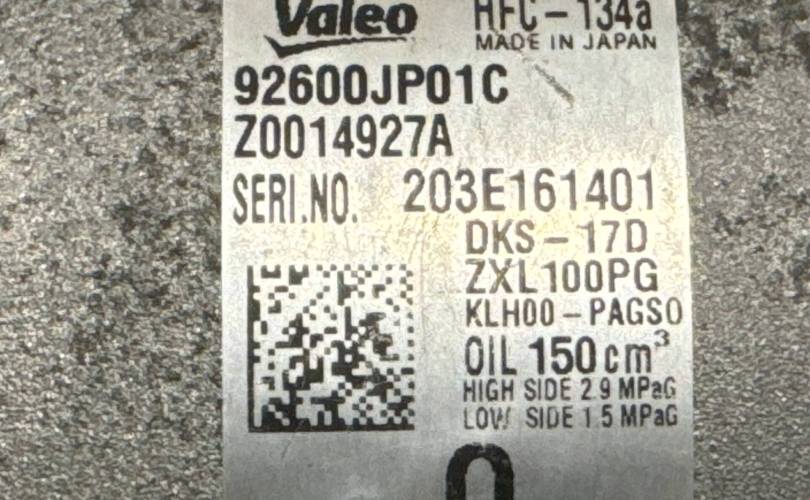 Valeo HFC-134a
MADE IN JAPAN
92600JP01C
Z0014927A
SERI.NO. 203E161401
DKS-17D
ZXL100PG
KLH00-PAGS0
OIL 150cm³
HIGH SIDE 2.9 MPaG
LOW SIDE 1.5 MPaG